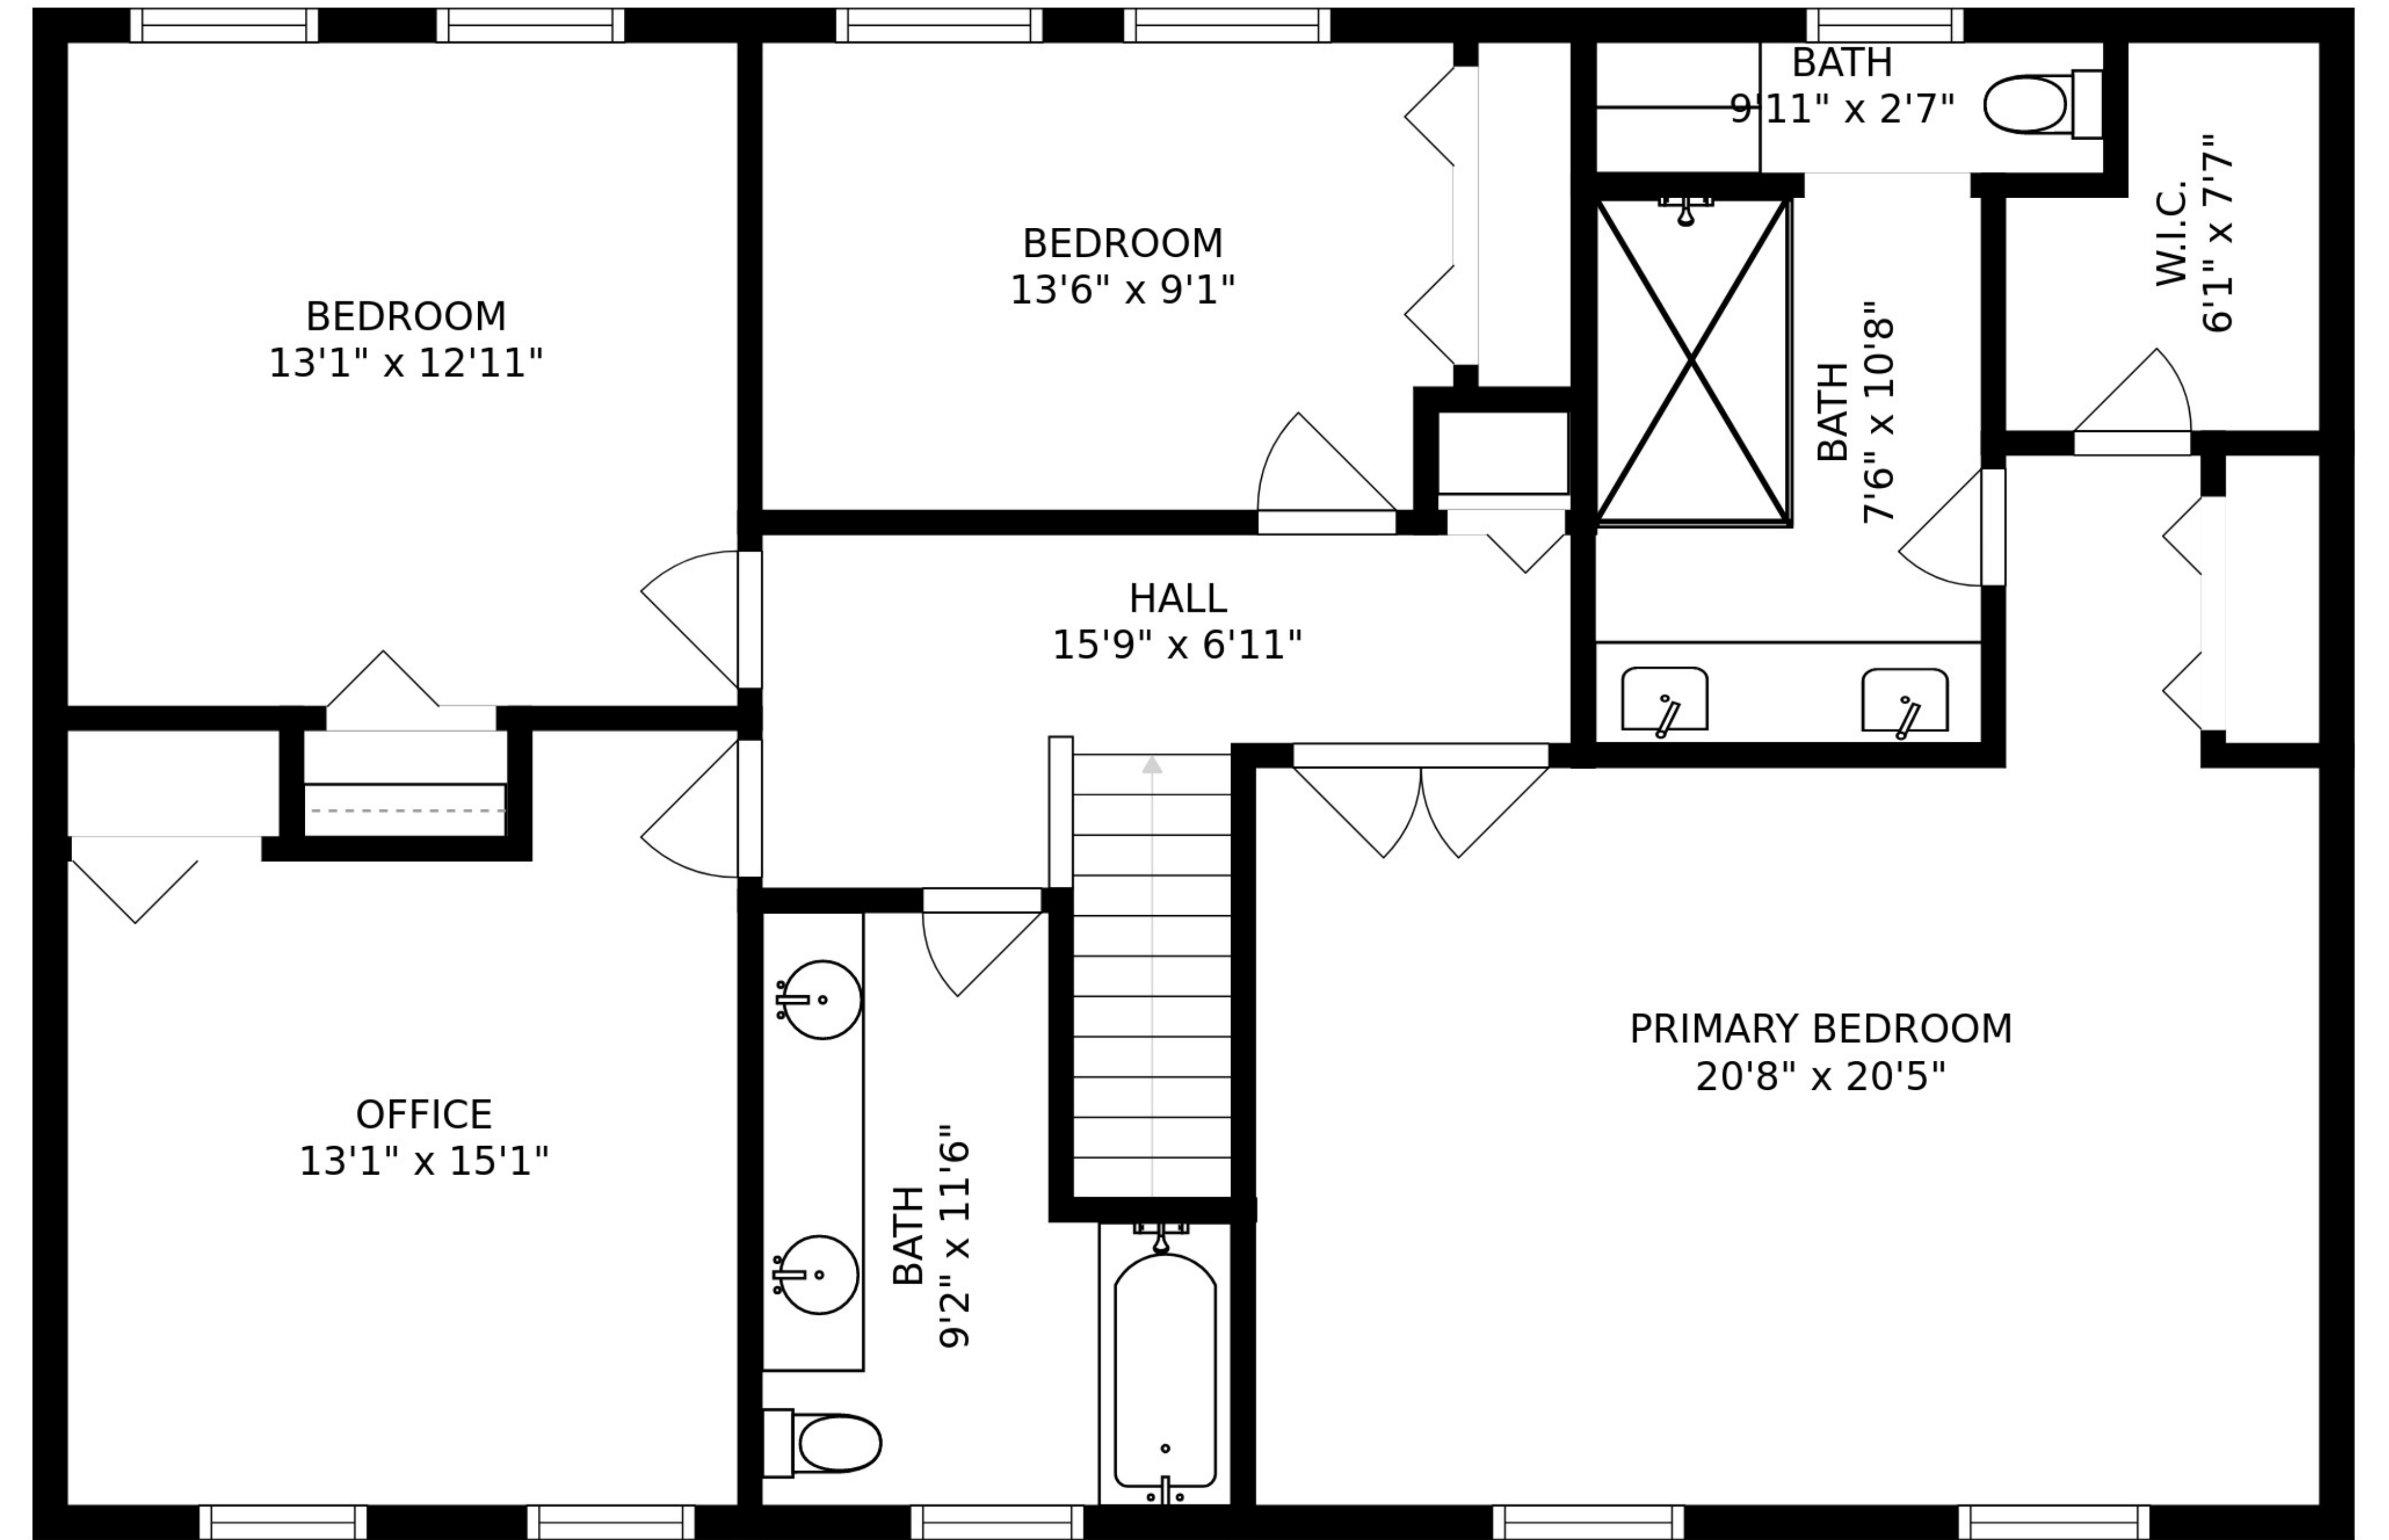 BATH
9'11" x 2'7"
W.I.C.
6'1" x 7'7"
BEDROOM
13'6" x 9'1"
BEDROOM
13'1" x 12'11"
BATH
7'6" x 10'8"
HALL
15'9" x 6'11"
PRIMARY BEDROOM
20'8" x 20'5"
OFFICE
13'1" x 15'1"
BATH
9'2" x 11'6"